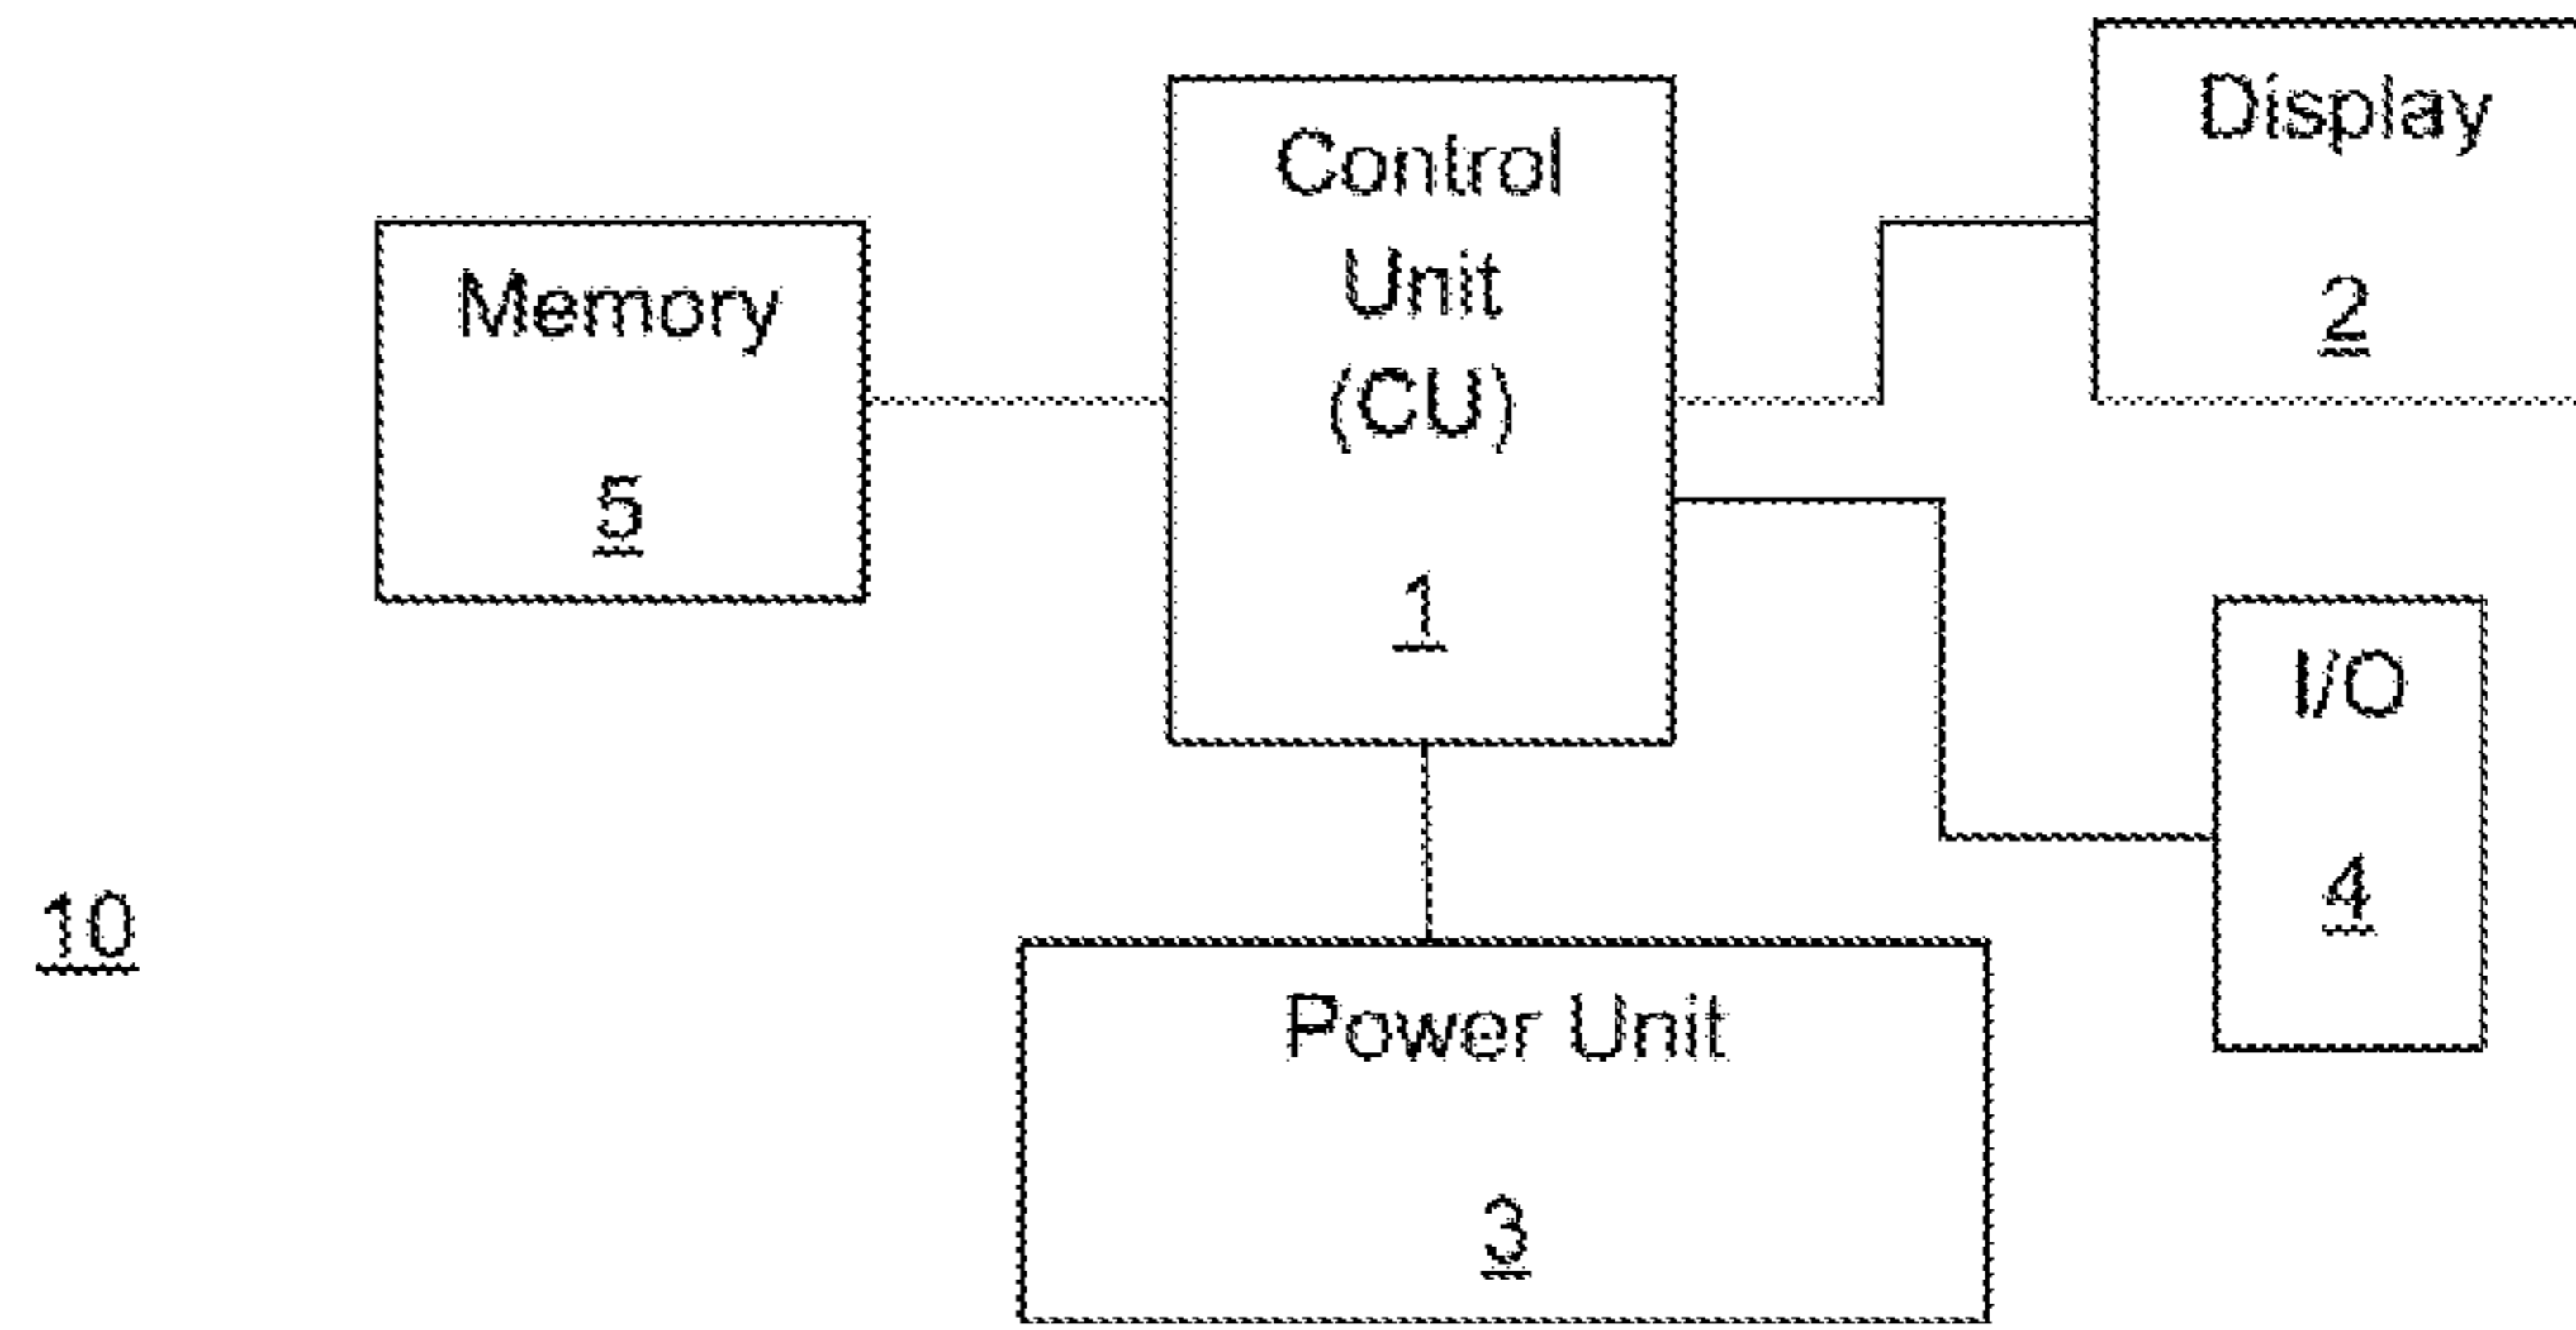 Display
2
Control
Unit
(CU)
1
Memory
5
I/O
4
10
Power Unit
3